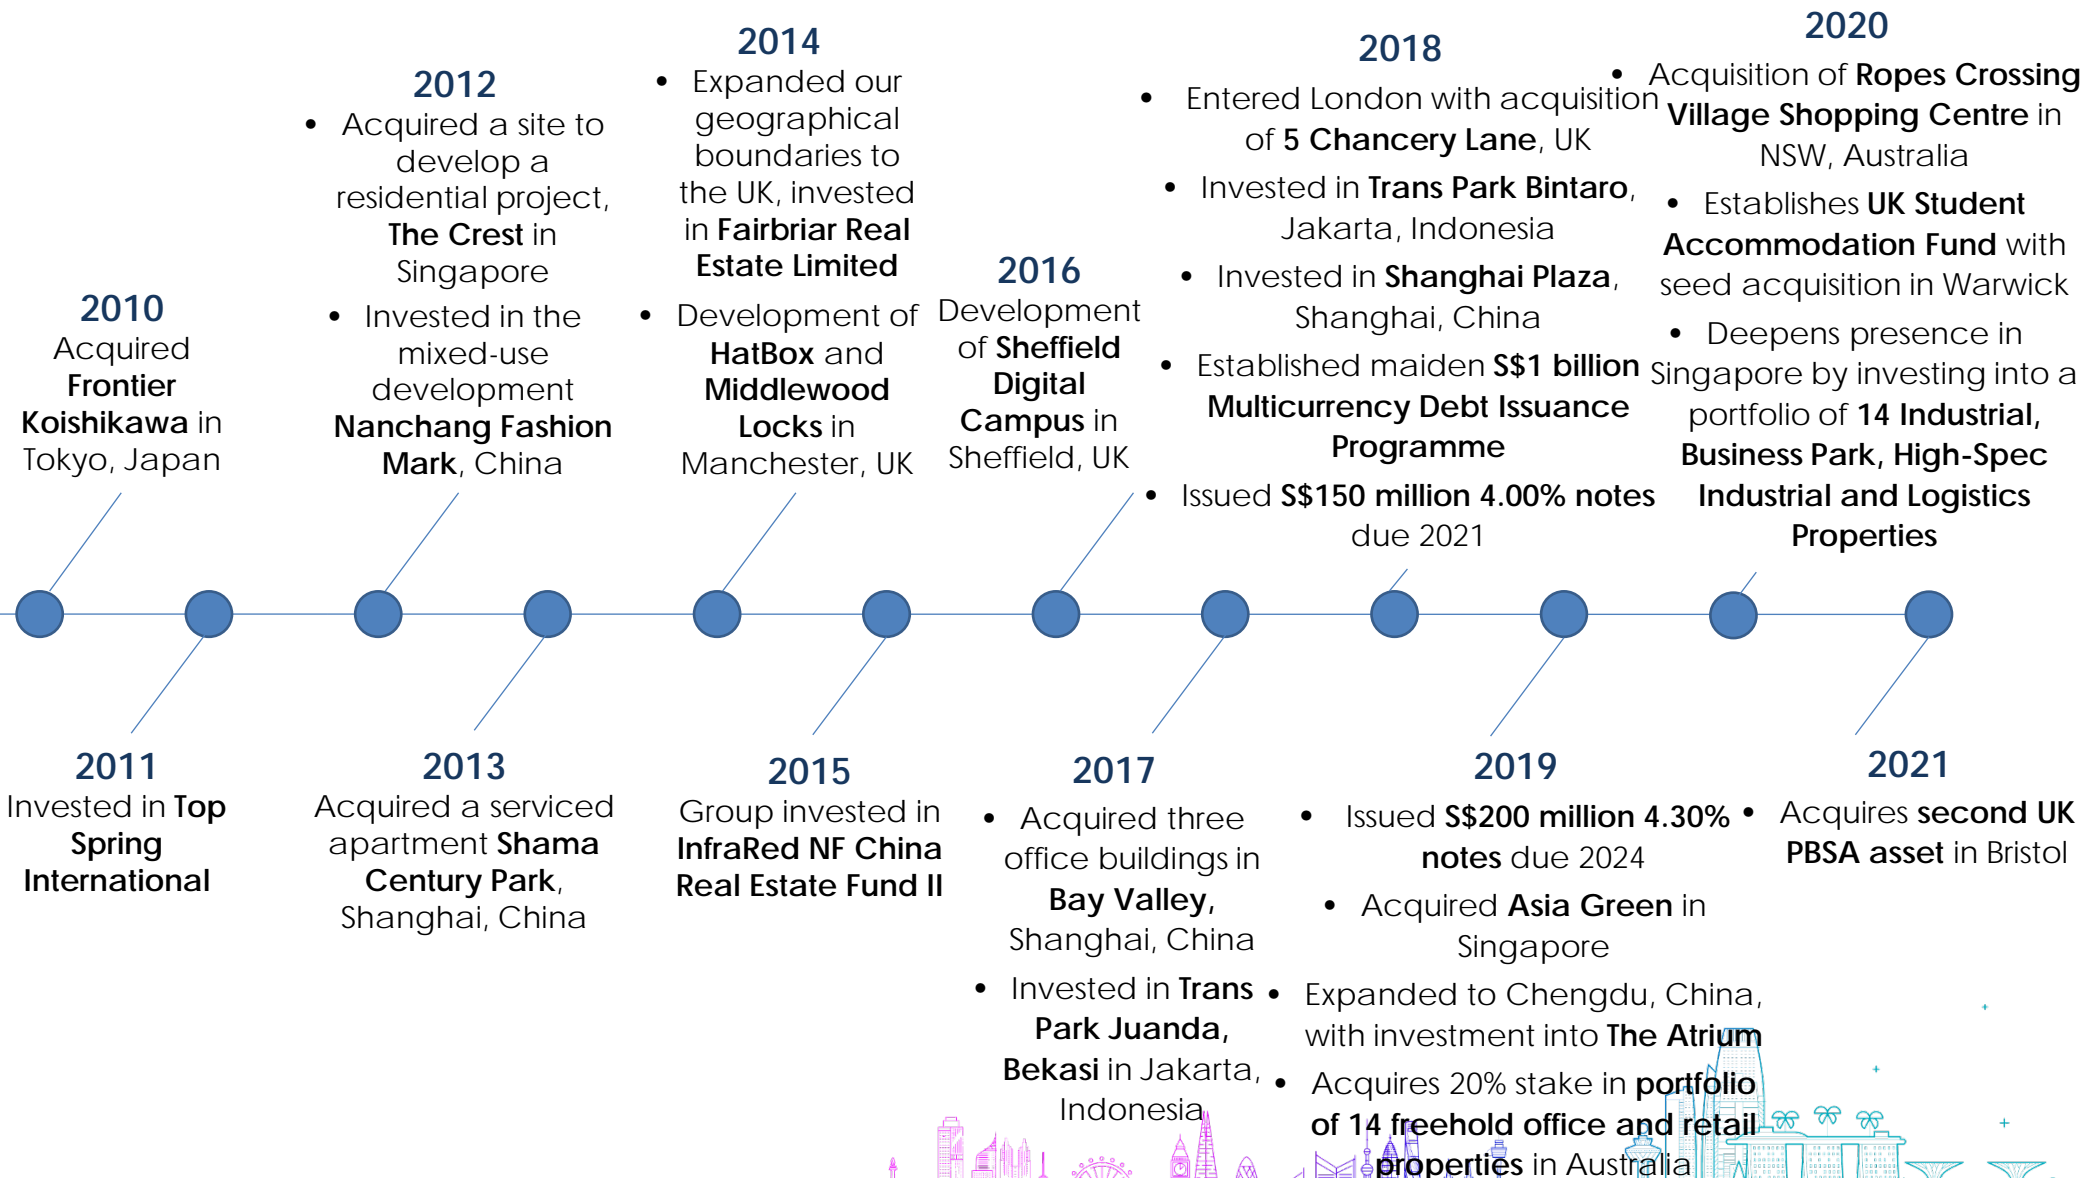 2010
Acquired
Frontier
Koishikawa in
Tokyo, Japan
2011
Invested in Top
Spring
International
2012
• Acquired a site to
develop a
residential project,
The Crest in
Singapore
• Invested in the
mixed-use
development
Nanchang Fashion
Mark, China
2013
Acquired a serviced
apartment Shama
Century Park,
Shanghai, China
2014
• Expanded our
geographical
boundaries to
the UK, invested
in Fairbriar Real
Estate Limited
• Development of
HatBox and
Middlewood
Locks in
Manchester, UK
2015
Group invested in
InfraRed NF China
Real Estate Fund II
2016
Development
of Sheffield
Digital
Campus in
Sheffield, UK
2017
• Acquired three
office buildings in
Bay Valley,
Shanghai, China
• Invested in Trans
Park Juanda,
Bekasi in Jakarta,
Indonesia
2018
• Entered London with acquisition
of 5 Chancery Lane, UK
• Invested in Trans Park Bintaro,
Jakarta, Indonesia
• Invested in Shanghai Plaza,
Shanghai, China
• Established maiden S$1 billion
Multicurrency Debt Issuance
Programme
• Issued S$150 million 4.00% notes
due 2021
2019
• Issued S$200 million 4.30%
notes due 2024
• Acquired Asia Green in
Singapore
• Expanded to Chengdu, China,
with investment into The Atrium
• Acquires 20% stake in portfolio
of 14 freehold office and retail
properties in Australia
2020
• Acquisition of Ropes Crossing
Village Shopping Centre in
NSW, Australia
• Establishes UK Student
Accommodation Fund with
seed acquisition in Warwick
• Deepens presence in
Singapore by investing into a
portfolio of 14 Industrial,
Business Park, High-Spec
Industrial and Logistics
Properties
2021
• Acquires second UK
PBSA asset in Bristol